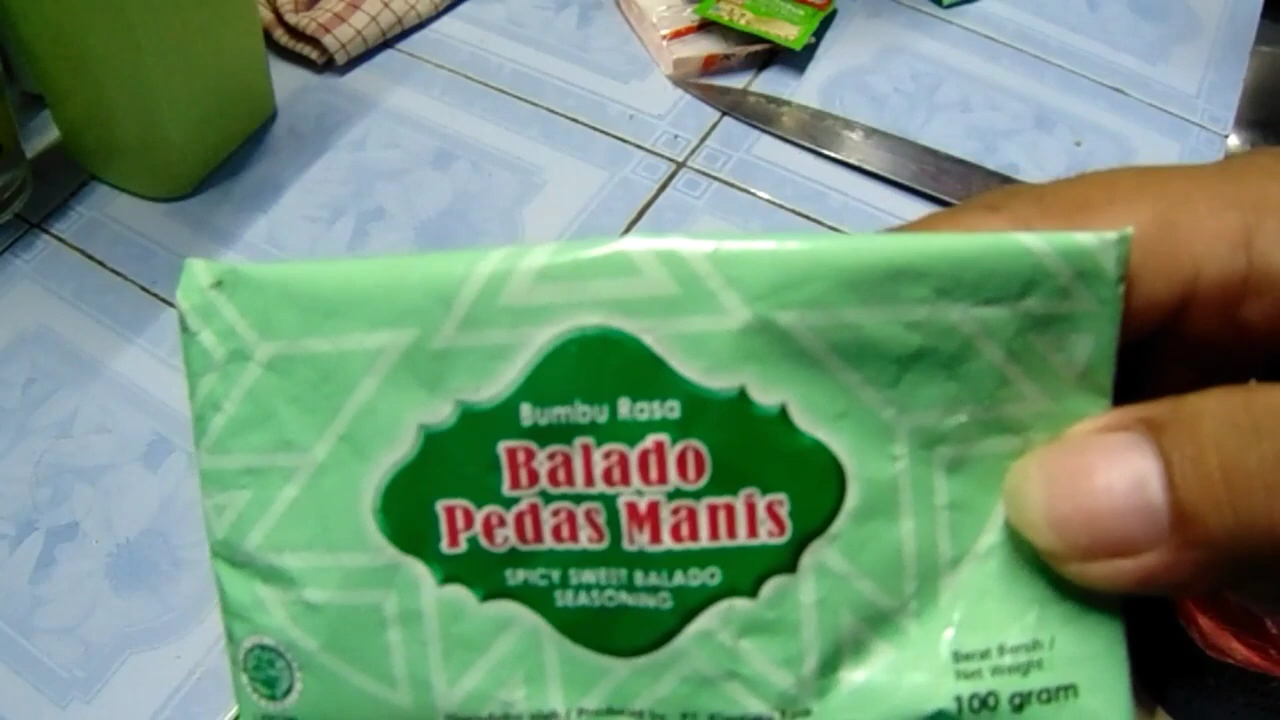 Bumbu Rasa
Balado
Pedas Manis
SPICY SWEET BALADO
SEASONING
Berat Bersih /
Net Weight
100 gram